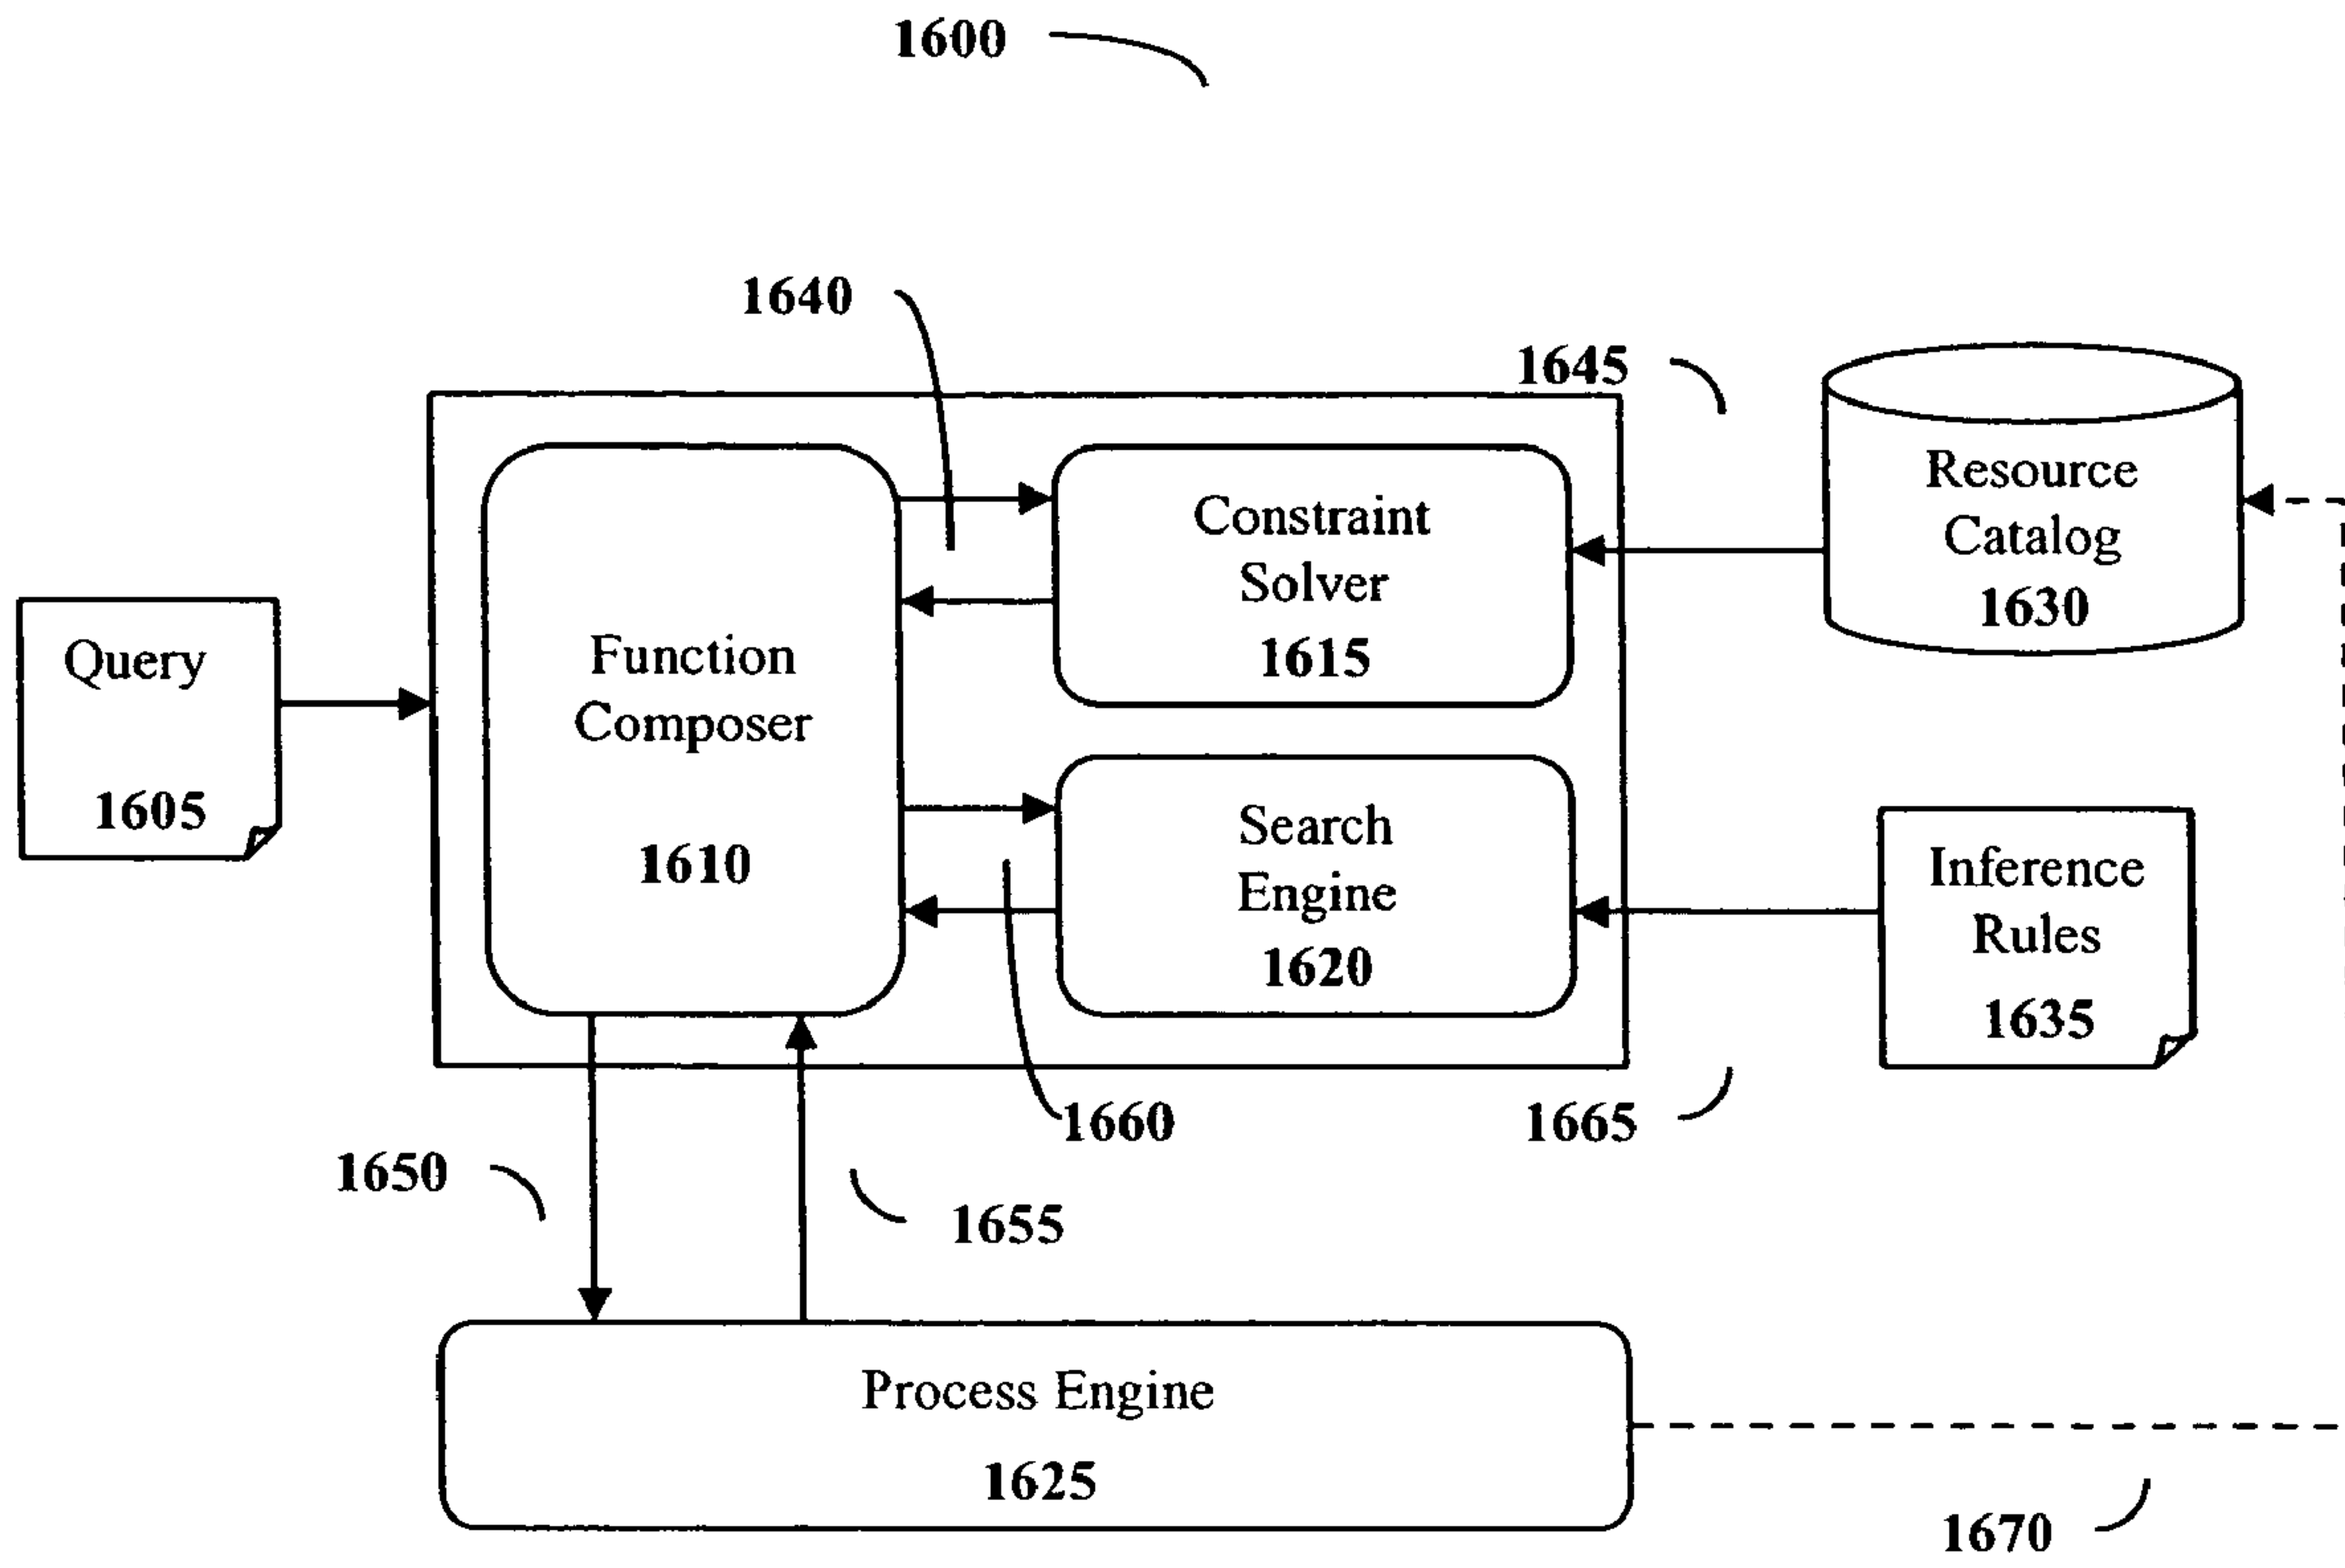 1600
1640
1645
Resource
Catalog
1630
Constraint
Solver
1615
Function
Composer
1610
Query
1605
Search
Engine
1620
Inference
Rules
1635
1660
1665
1650
1655
Process Engine
1625
1670